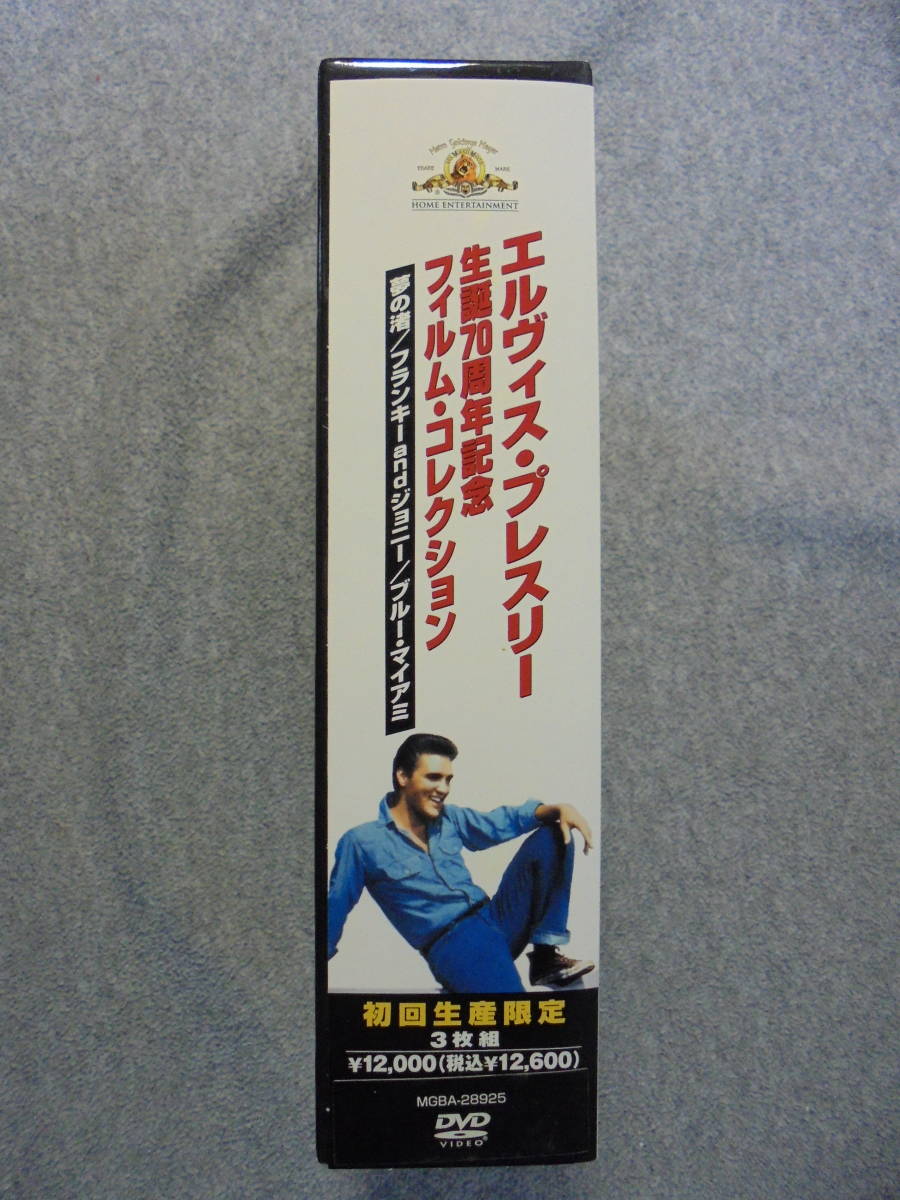 Metro Goldwyn Mayer
TRADE MARK
HOME ENTERTAINMENT
エルヴィス・プレスリー
生誕70周年記念
フィルム・コレクション
夢の渚/フランキーandジョニー/ブルー・マイアミ
初回生産限定
3枚組
¥12,000(税込¥12,600)
MGBA-28925
DVD
VIDEO